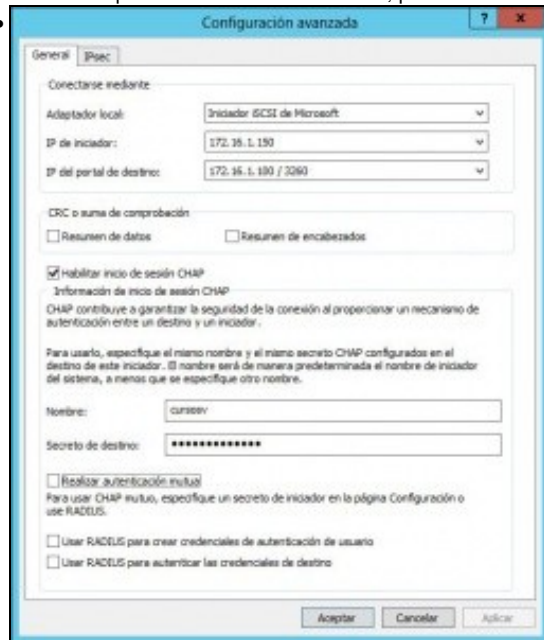 Configuración avanzada
General IPsec
Conectarse mediante
Adaptador local: Iniciador iSCSI de Microsoft
IP de iniciador: 172.16.1.150
IP del portal de destino: 172.16.1.100 / 3260
CRC o suma de comprobación
Resumen de datos Resumen de encabezados
Habilitar inicio de sesión CHAP
Información de inicio de sesión CHAP
CHAP contribuye a garantizar la seguridad de la conexión al proporcionar un mecanismo de
autenticación entre un destino y un iniciador.
Para usarlo, especifique el mismo nombre y el mismo secreto CHAP configurados en el
destino de este iniciador. El nombre será de manera predeterminada el nombre de iniciador
del sistema, a menos que se especifique otro nombre.
Nombre:
Secreto de destino: •••••••••••••
Realizar autenticación mutua
Para usar CHAP mutuo, especifique un secreto de iniciador en la página Configuración o
use RADIUS.
Usar RADIUS para crear credenciales de autenticación de usuario
Usar RADIUS para autenticar las credenciales de destino
Aceptar Cancelar Aplicar